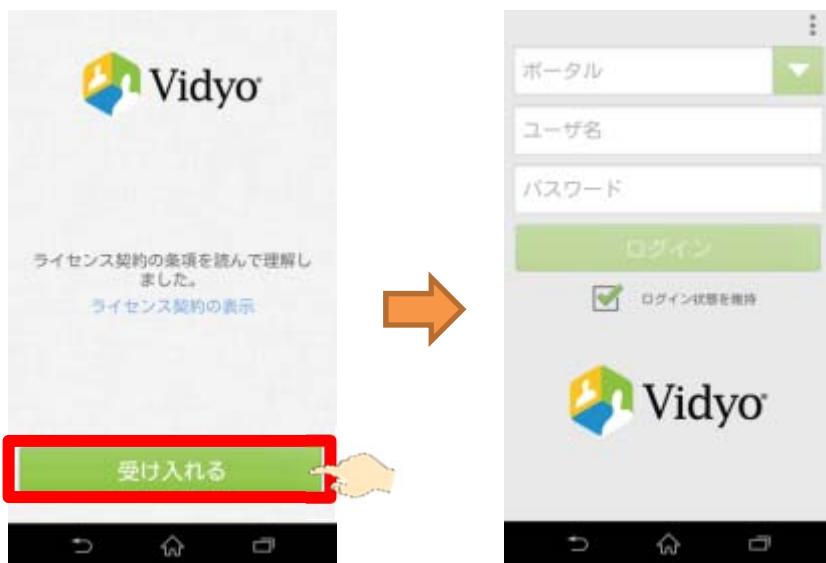 Vidyo
ライセンス契約の条項を読んで理解し
ました。
ライセンス契約の表示
受け入れる
ポータル
ユーザ名
パスワード
ログイン
ログイン状態を維持
Vidyo